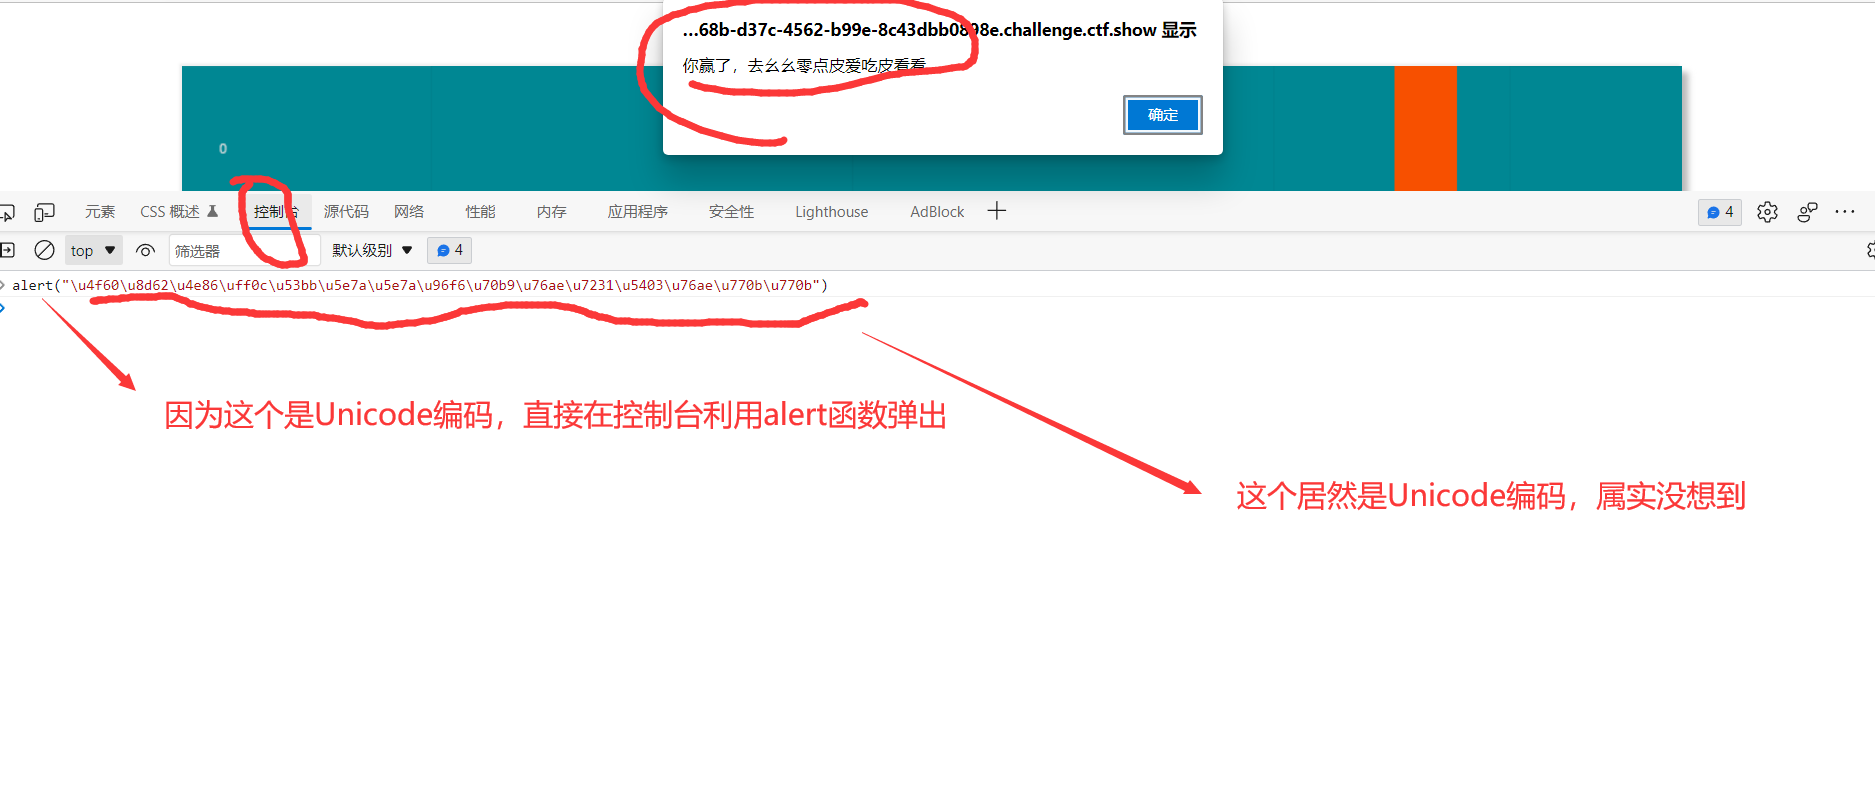 ...68b-d37c-4562-b99e-8c43dbb0898e.challenge.ctf.show 显示
你赢了，去幺幺零点皮爱吃皮看看
确定
0
元素 CSS 概述 控制台 源代码 网络 性能 内存 应用程序 安全性 Lighthouse AdBlock 4
top 筛选器 默认级别 4
alert("\u4f60\u8d62\u4e86\uff0c\u53bb\u5e7a\u5e7a\u96f6\u70b9\u76ae\u7231\u5403\u76ae\u770b\u770b")
因为这个是Unicode编码，直接在控制台利用alert函数弹出
这个居然是Unicode编码，属实没想到